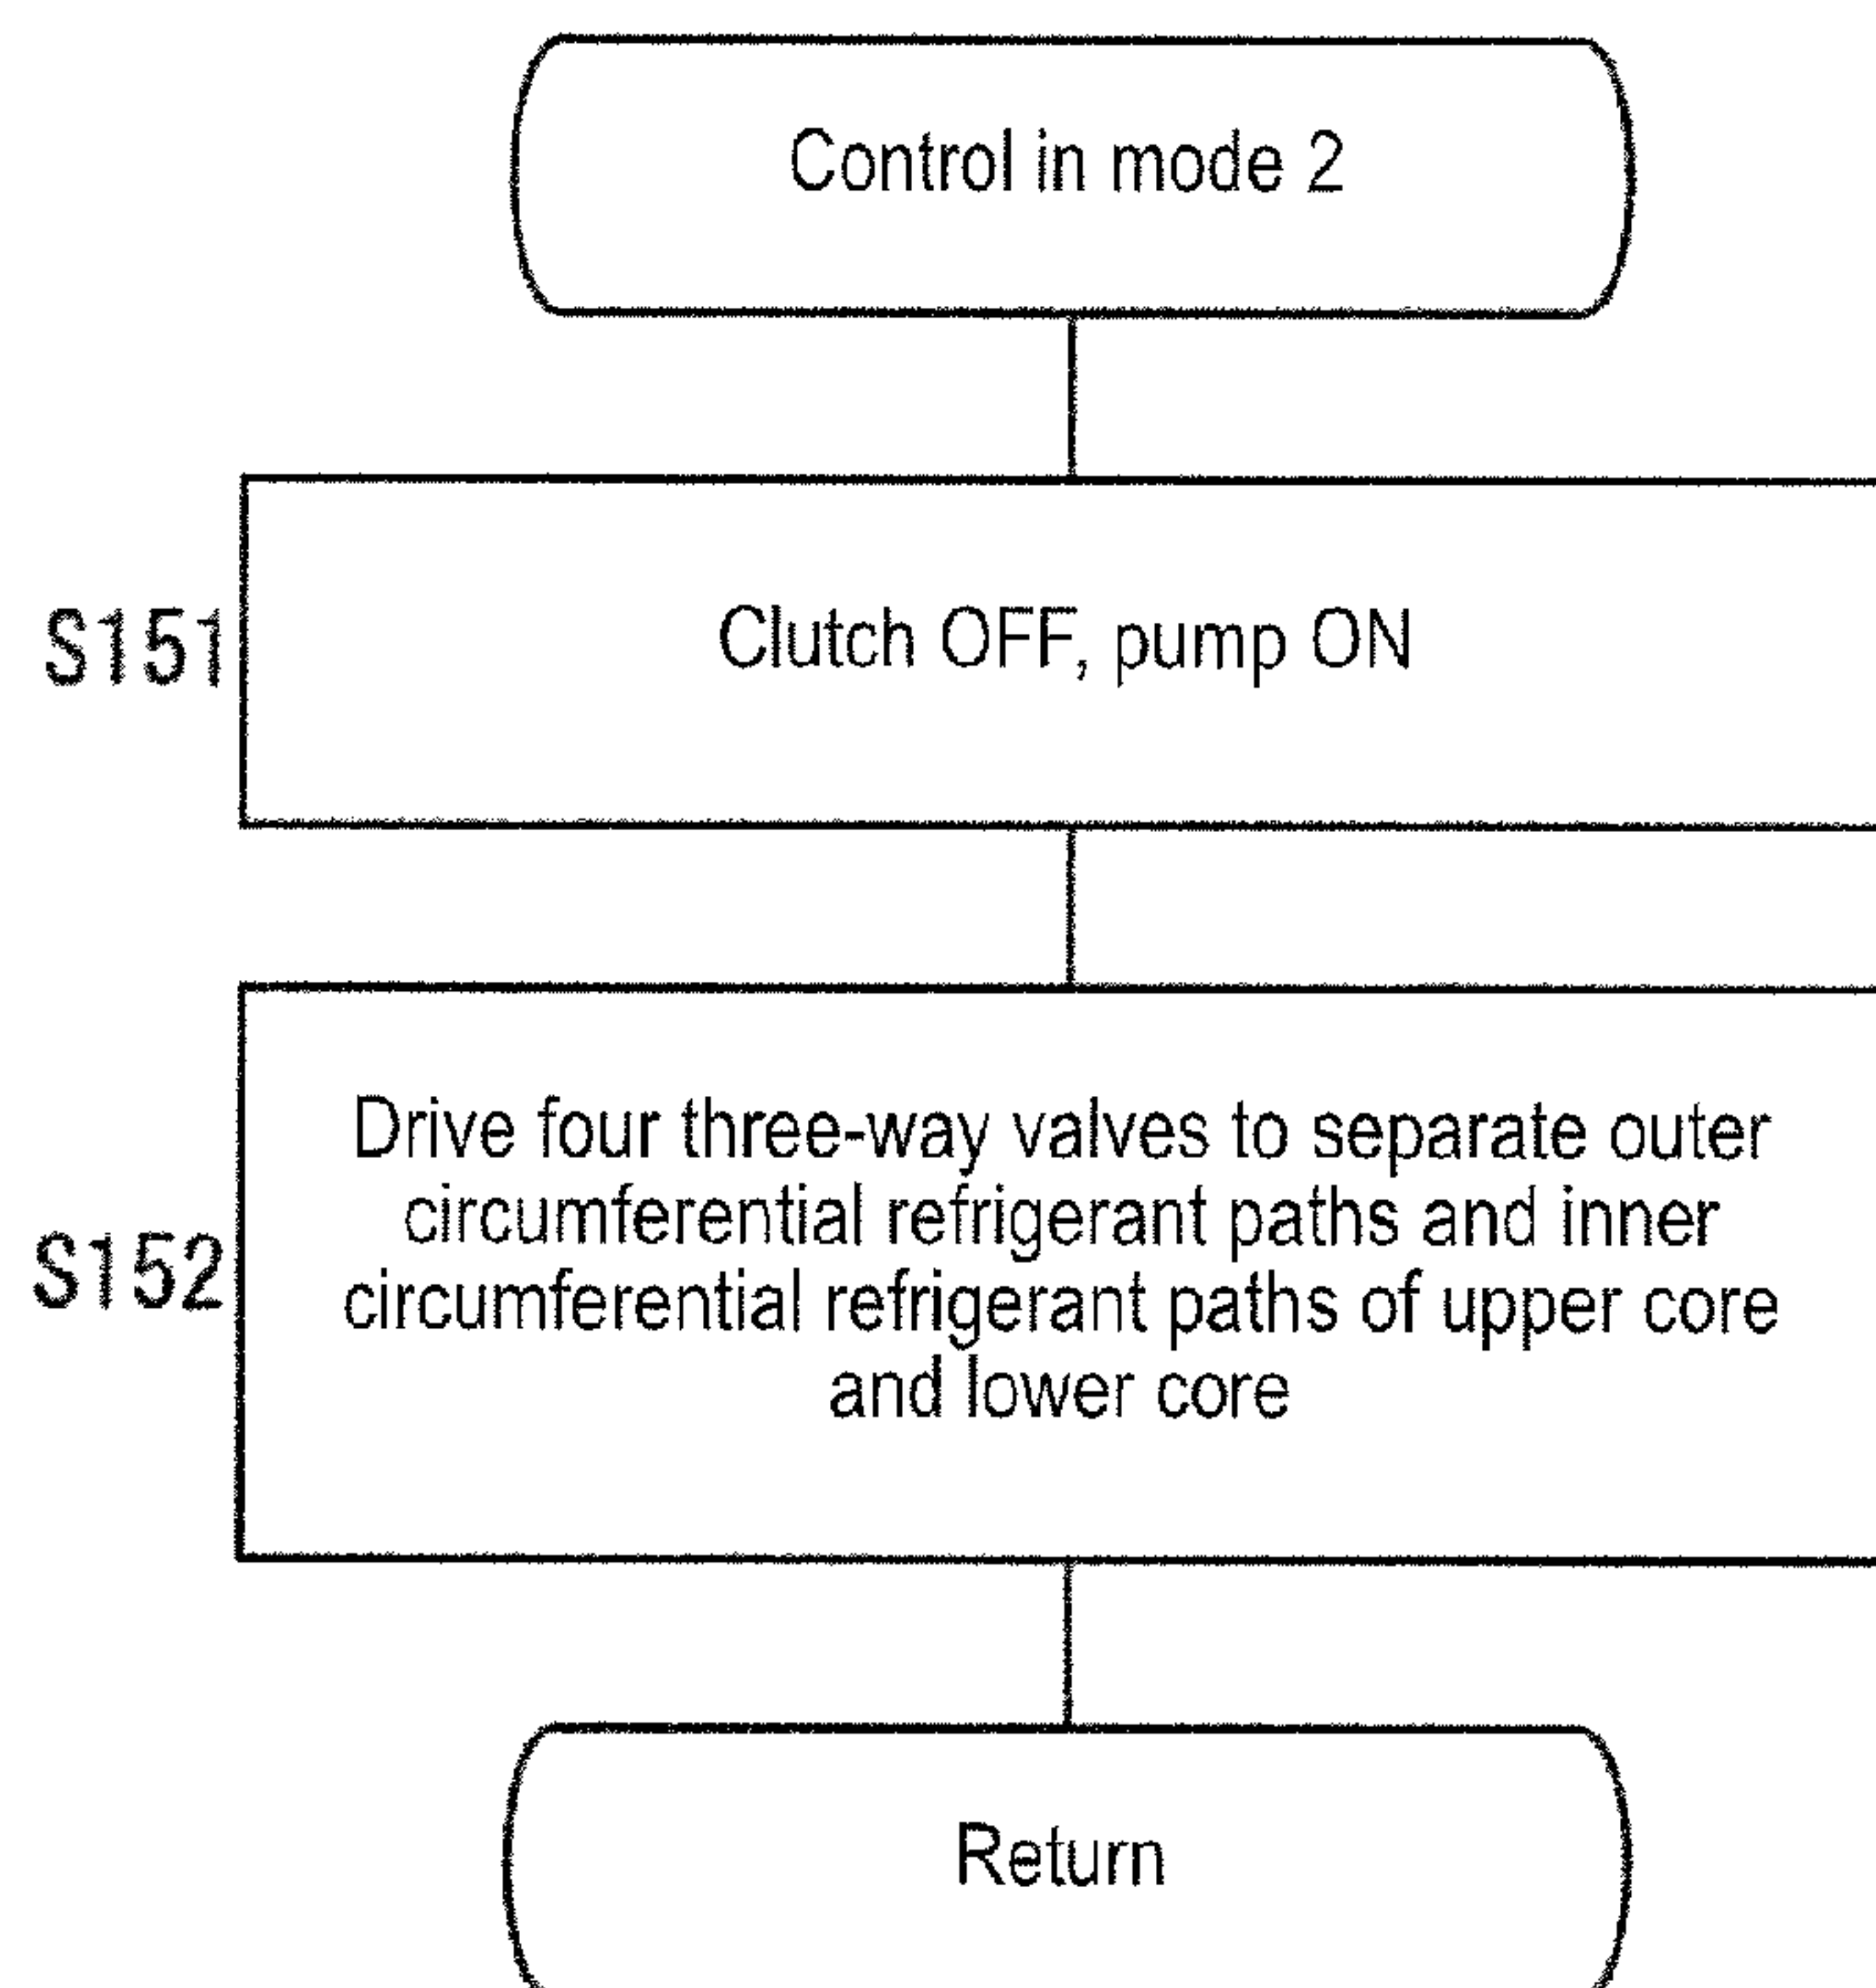 Control in mode 2
S151
Clutch OFF, pump ON
S152
Drive four three-way valves to separate outer
circumferential refrigerant paths and inner
circumferential refrigerant paths of upper core
and lower core
Return